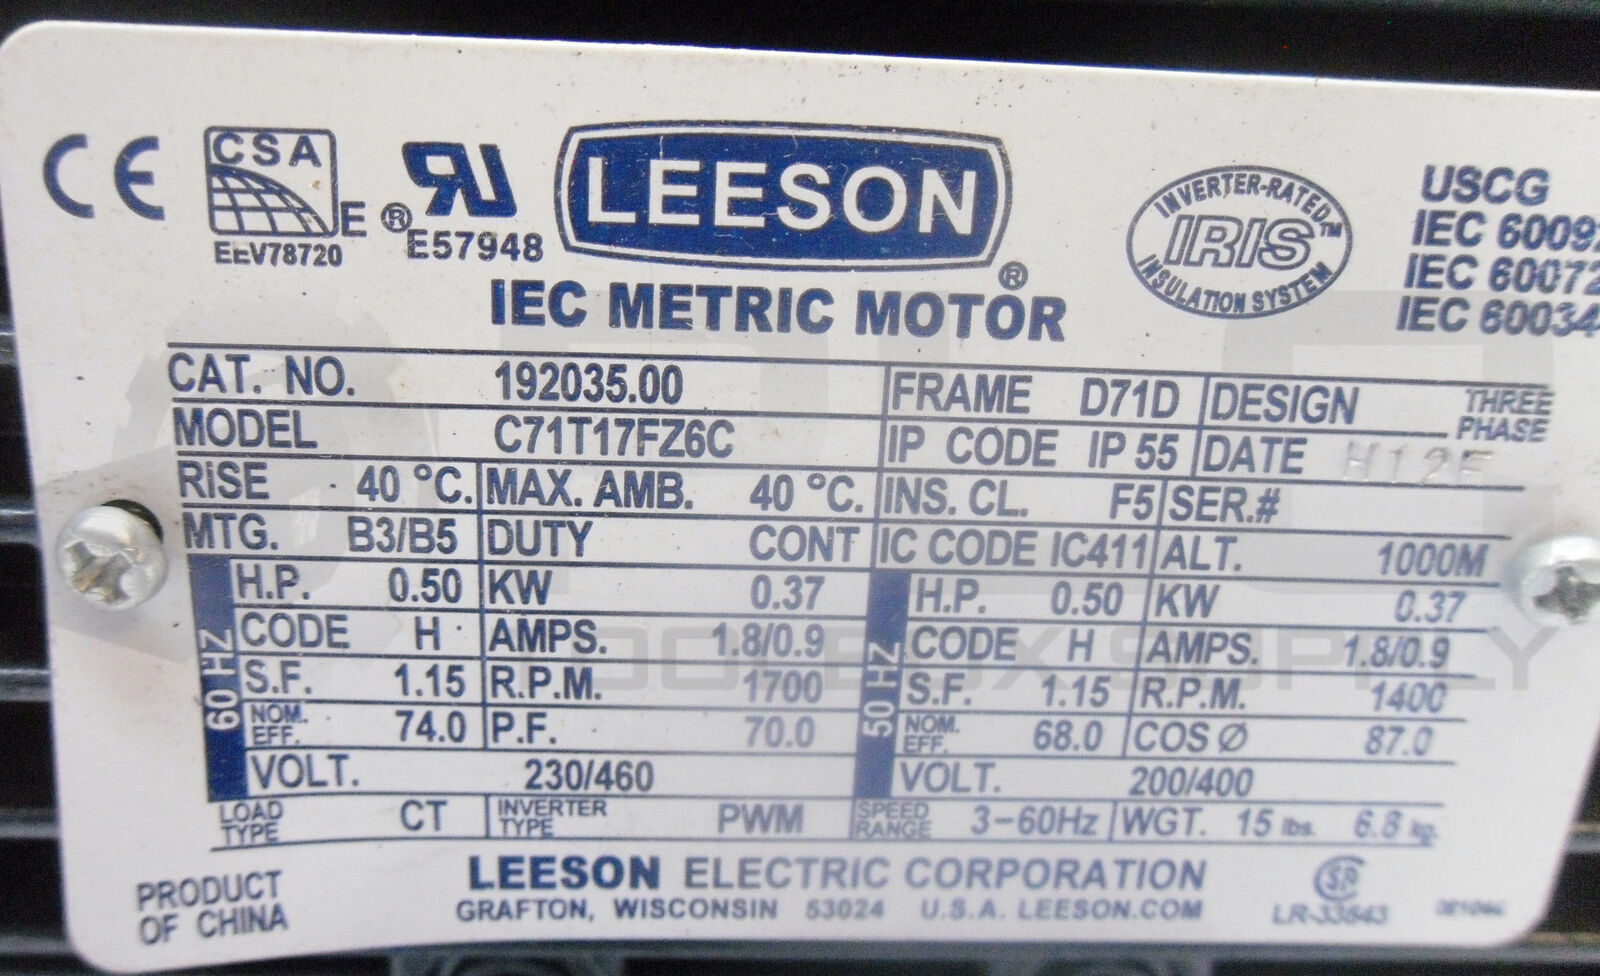 CE CSA E ® RU LEESON ® INVERTER-RATED IRIS™ INSULATION SYSTEM USCG
EEV78720 E57948 IEC 6009
IEC 60072
IEC METRIC MOTOR IEC 60034
CAT. NO. 192035.00 FRAME D71D DESIGN THREE PHASE
MODEL C71T17FZ6C IP CODE IP 55 DATE H12F
RISE 40 °C. MAX. AMB. 40 °C. INS. CL. F5 SER.#
MTG. B3/B5 DUTY CONT IC CODE IC411 ALT. 1000M
60 HZ H.P. 0.50 KW 0.37 50 HZ H.P. 0.50 KW 0.37
CODE H AMPS. 1.8/0.9 CODE H AMPS. 1.8/0.9
S.F. 1.15 R.P.M. 1700 S.F. 1.15 R.P.M. 1400
NOM. EFF. 74.0 P.F. 70.0 NOM. EFF. 68.0 COS Ø 87.0
VOLT. 230/460 VOLT. 200/400
LOAD TYPE CT INVERTER TYPE PWM SPEED RANGE 3-60Hz WGT. 15 lbs. 6.8 kg.
PRODUCT OF CHINA
LEESON ELECTRIC CORPORATION
GRAFTON, WISCONSIN 53024 U.S.A. LEESON.COM
LR-33543
TOOLBOX SUPPLY